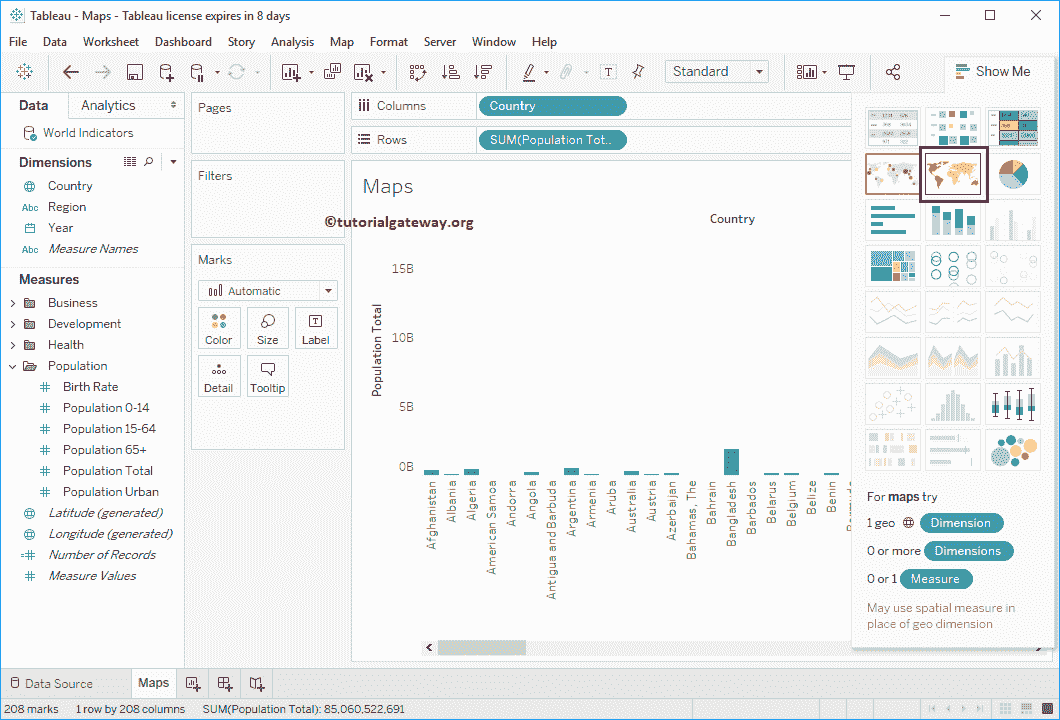 Tableau - Maps - Tableau license expires in 8 days
File Data Worksheet Dashboard Story Analysis Map Format Server Window Help
Standard
Show Me
Data Analytics
World Indicators
Dimensions
Country
Abc Region
Year
Abc Measure Names
Measures
Business
Development
Health
Population
Birth Rate
Population 0-14
Population 15-64
Population 65+
Population Total
Population Urban
Latitude (generated)
Longitude (generated)
Number of Records
Measure Values
Pages
Filters
Marks
Automatic
Color Size Label
Detail Tooltip
Columns Country
Rows SUM(Population Tot..
Maps
©tutorialgateway.org
Country
Population Total
15B
10B
5B
0B
Afghanistan
Albania
Algeria
American Samoa
Andorra
Angola
Antigua and Barbuda
Argentina
Armenia
Aruba
Australia
Austria
Azerbaijan
Bahamas, The
Bahrain
Bangladesh
Barbados
Belarus
Belgium
Belize
Benin
For maps try
1 geo Dimension
0 or more Dimensions
0 or 1 Measure
May use spatial measure in
place of geo dimension
Data Source Maps
208 marks 1 row by 208 columns SUM(Population Total): 85,060,522,691